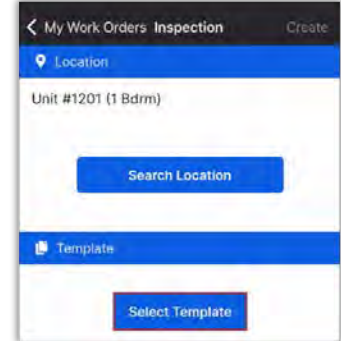 My Work Orders Inspection Create
Location
Unit #1201 (1 Bdrm)
Search Location
Template
Select Template